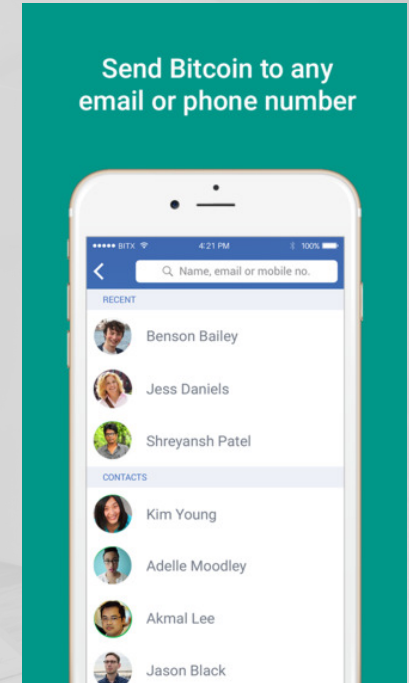 Send Bitcoin to any
email or phone number
BITX 4:21 PM 100%
Name, email or mobile no.
RECENT
Benson Bailey
Jess Daniels
Shreyansh Patel
CONTACTS
Kim Young
Adelle Moodley
Akmal Lee
Jason Black